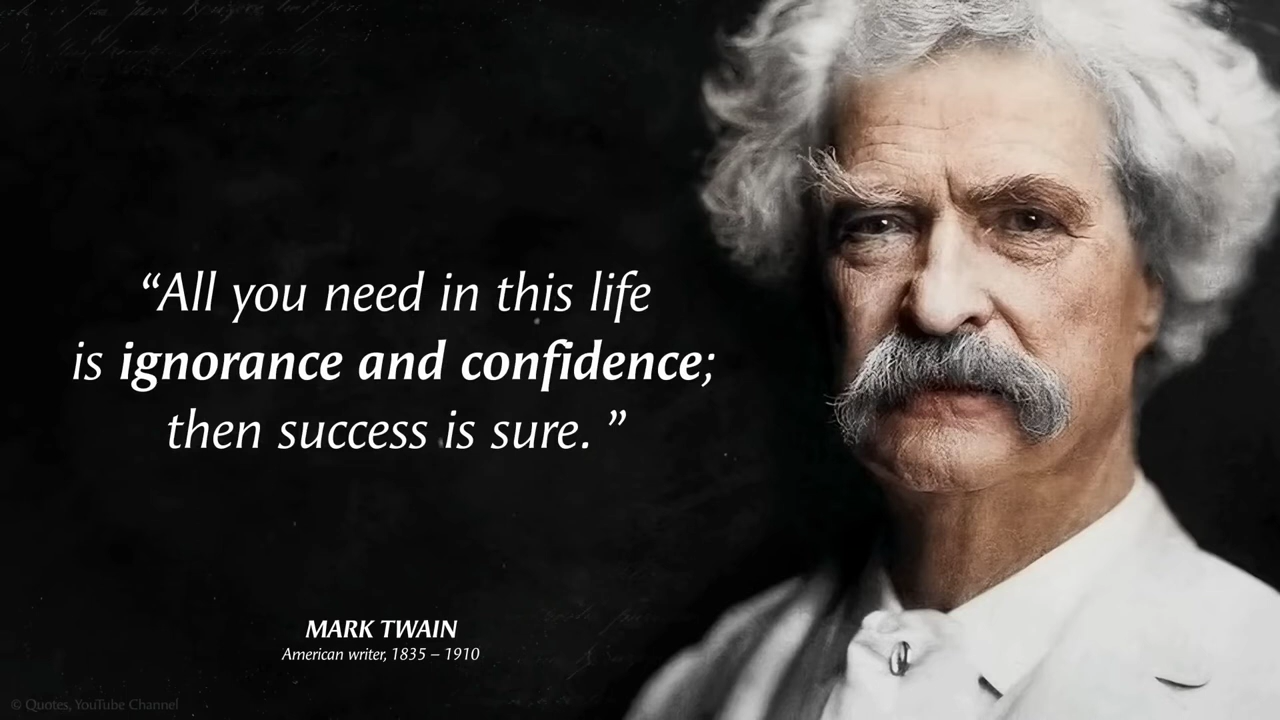 “All you need in this life
is ignorance and confidence;
then success is sure. ”
MARK TWAIN
American writer, 1835 – 1910
© Quotes, YouTube Channel